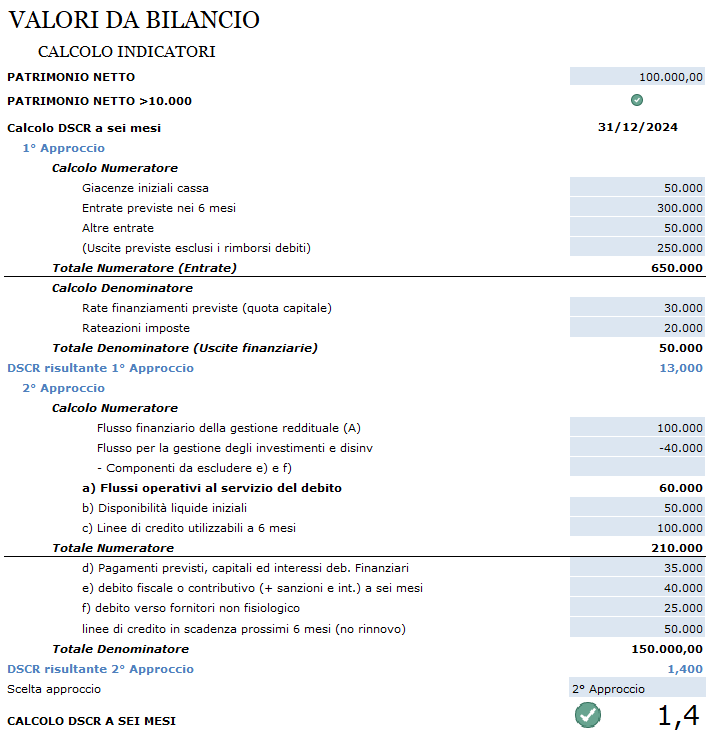 VALORI DA BILANCIO
CALCOLO INDICATORI
PATRIMONIO NETTO 100.000,00
PATRIMONIO NETTO >10.000
Calcolo DSCR a sei mesi 31/12/2024
1° Approccio
Calcolo Numeratore
Giacenze iniziali cassa 50.000
Entrate previste nei 6 mesi 300.000
Altre entrate 50.000
(Uscite previste esclusi i rimborsi debiti) 250.000
Totale Numeratore (Entrate) 650.000
Calcolo Denominatore
Rate finanziamenti previste (quota capitale) 30.000
Rateazioni imposte 20.000
Totale Denominatore (Uscite finanziarie) 50.000
DSCR risultante 1° Approccio 13,000
2° Approccio
Calcolo Numeratore
Flusso finanziario della gestione reddituale (A) 100.000
Flusso per la gestione degli investimenti e disinv -40.000
- Componenti da escludere e) e f)
a) Flussi operativi al servizio del debito 60.000
b) Disponibilità liquide iniziali 50.000
c) Linee di credito utilizzabili a 6 mesi 100.000
Totale Numeratore 210.000
d) Pagamenti previsti, capitali ed interessi deb. Finanziari 35.000
e) debito fiscale o contributivo (+ sanzioni e int.) a sei mesi 40.000
f) debito verso fornitori non fisiologico 25.000
linee di credito in scadenza prossimi 6 mesi (no rinnovo) 50.000
Totale Denominatore 150.000,00
DSCR risultante 2° Approccio 1,400
Scelta approccio 2° Approccio
CALCOLO DSCR A SEI MESI 1,4